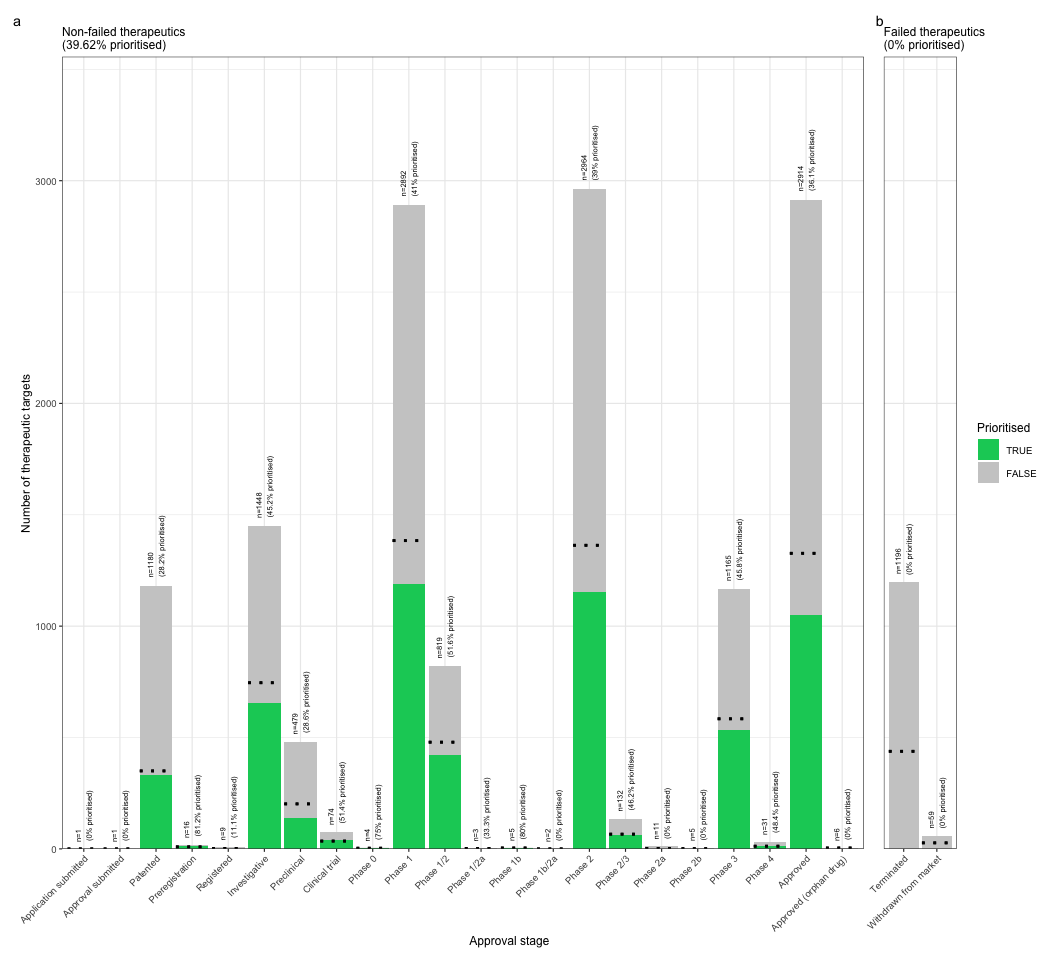 a
Non-failed therapeutics
(39.62% prioritised)
b
Failed therapeutics
(0% prioritised)
Number of therapeutic targets
3000
2000
1000
0
n=1
(0% prioritised)
n=1
(0% prioritised)
n=1180
(28.2% prioritised)
n=16
(81.2% prioritised)
n=9
(11.1% prioritised)
n=1448
(45.2% prioritised)
n=479
(28.6% prioritised)
n=74
(51.4% prioritised)
n=4
(75% prioritised)
n=2892
(41% prioritised)
n=819
(51.6% prioritised)
n=3
(33.3% prioritised)
n=5
(80% prioritised)
n=2
(0% prioritised)
n=2964
(39% prioritised)
n=132
(46.2% prioritised)
n=11
(0% prioritised)
n=5
(0% prioritised)
n=1165
(45.8% prioritised)
n=31
(48.4% prioritised)
n=2914
(36.1% prioritised)
n=6
(0% prioritised)
n=1196
(0% prioritised)
n=59
(0% prioritised)
Application submitted
Approval submitted
Patented
Preregistration
Registered
Investigative
Preclinical
Clinical trial
Phase 0
Phase 1
Phase 1/2
Phase 1/2a
Phase 1b
Phase 1b/2a
Phase 2
Phase 2/3
Phase 2a
Phase 2b
Phase 3
Phase 4
Approved
Approved (orphan drug)
Terminated
Withdrawn from market
Approval stage
Prioritised
TRUE
FALSE